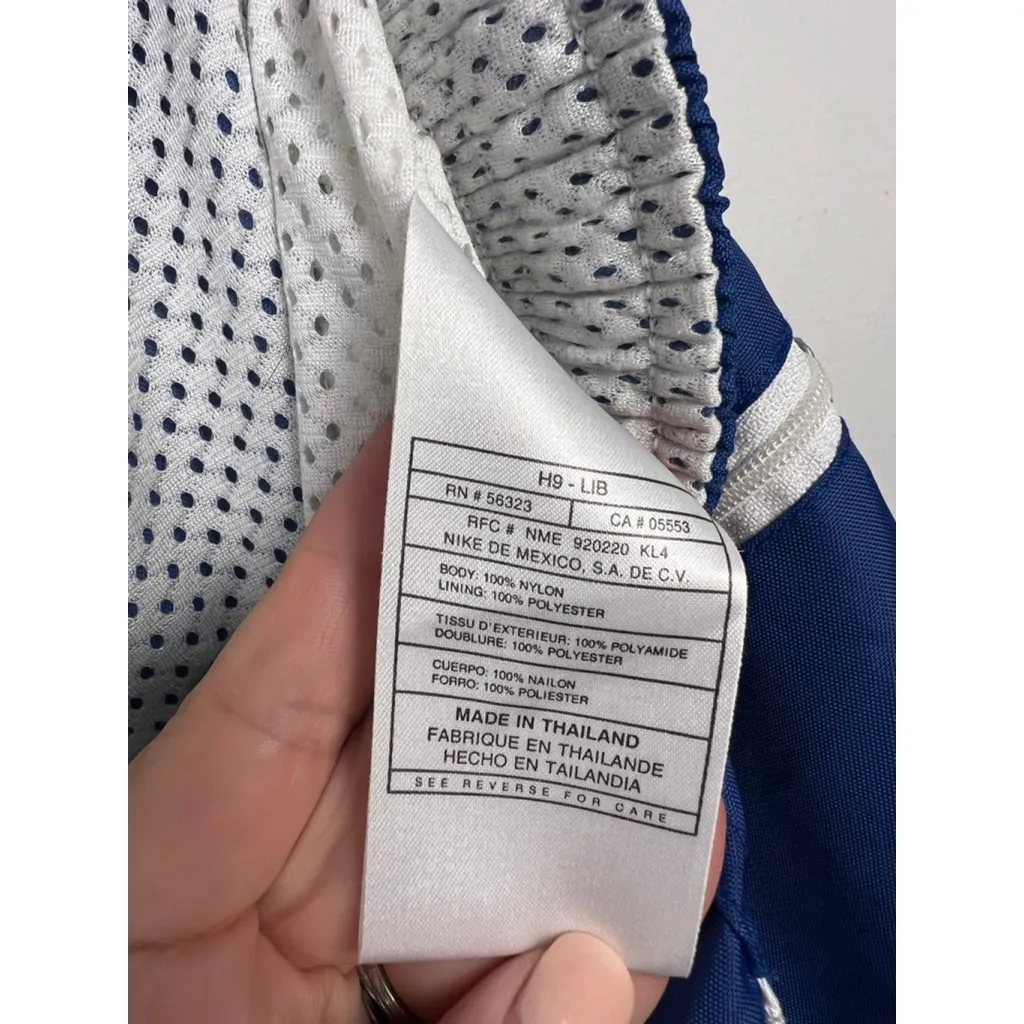 H9 - LIB
RN # 56323
CA # 05553
RFC # NME 920220 KL4
NIKE DE MEXICO, S.A. DE C.V.
BODY: 100% NYLON
LINING: 100% POLYESTER
TISSU D'EXTERIEUR: 100% POLYAMIDE
DOUBLURE: 100% POLYESTER
CUERPO: 100% NAILON
FORRO: 100% POLIESTER
MADE IN THAILAND
FABRIQUE EN THAILANDE
HECHO EN TAILANDIA
SEE REVERSE FOR CARE